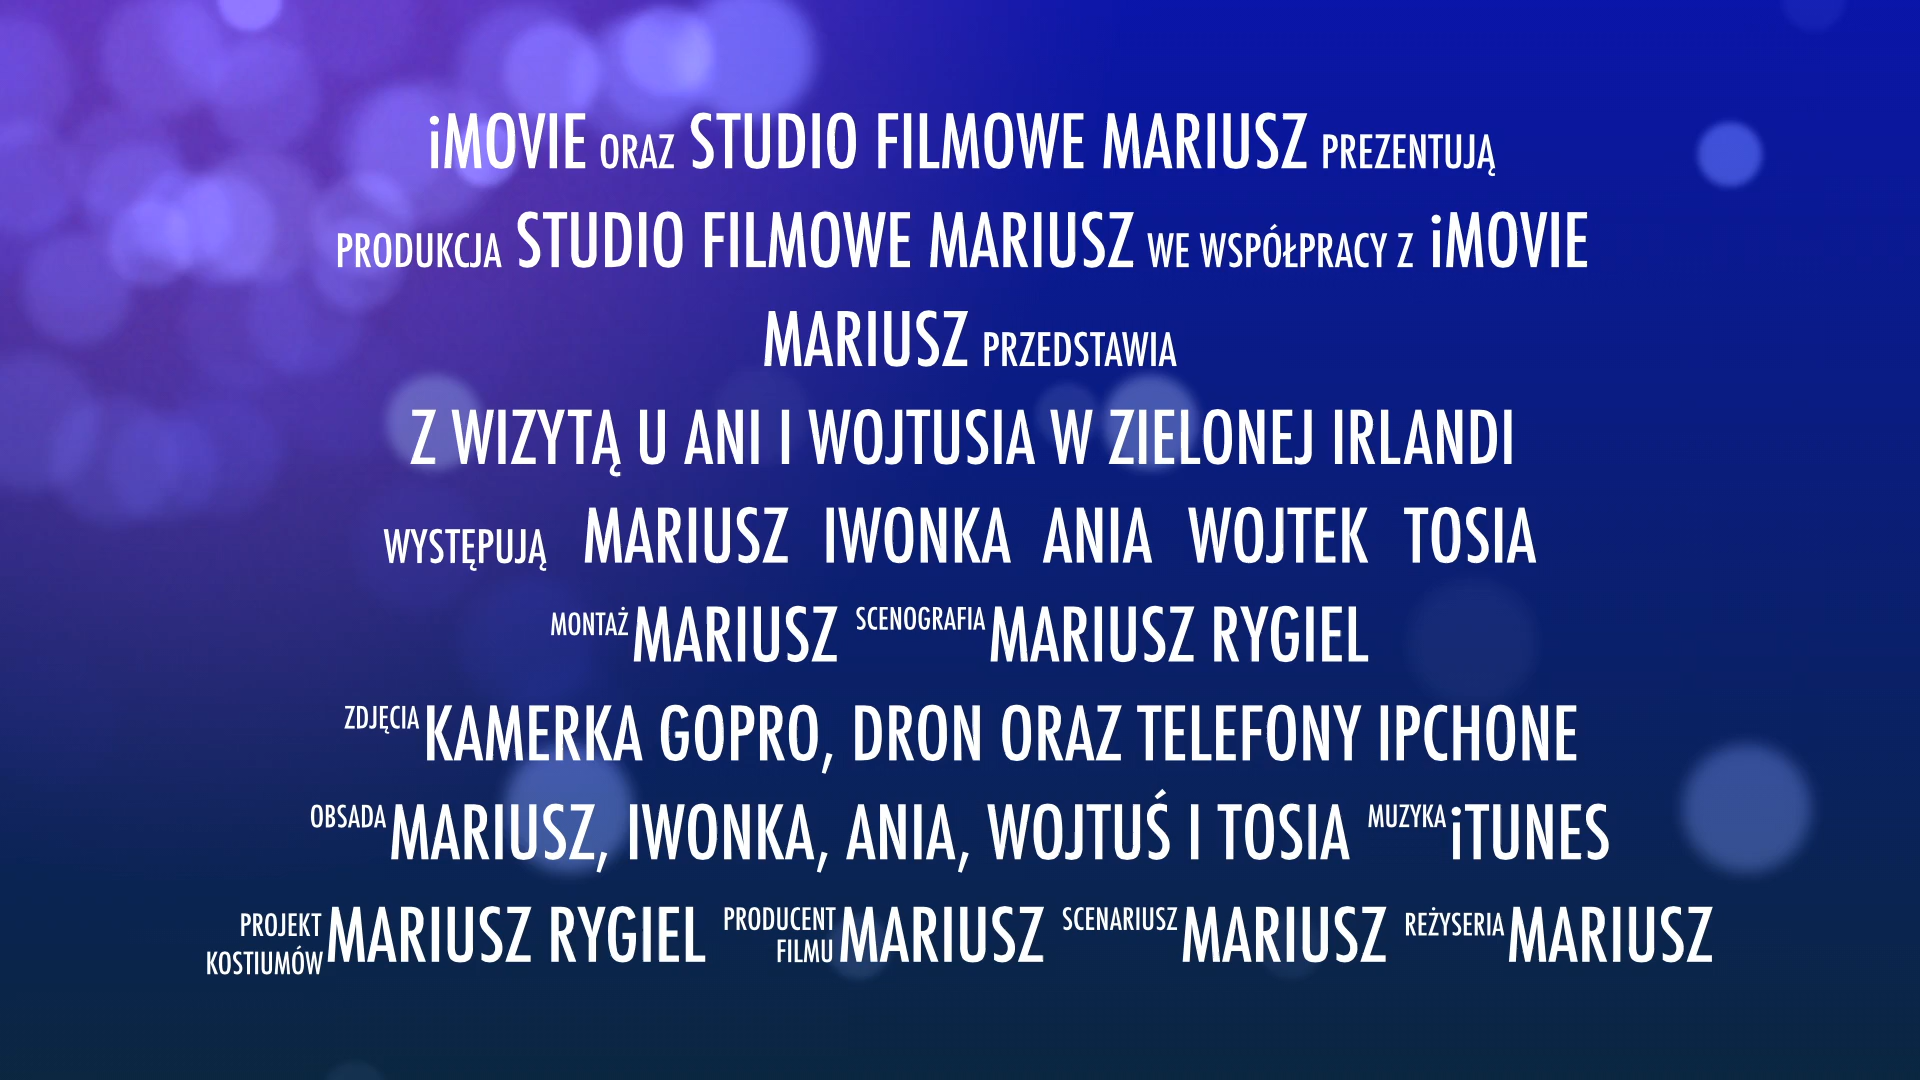 iMOVIE ORAZ STUDIO FILMOWE MARIUSZ PREZENTUJĄ
PRODUKCJA STUDIO FILMOWE MARIUSZ WE WSPÓŁPRACY Z iMOVIE
MARIUSZ PRZEDSTAWIA
Z WIZYTĄ U ANI I WOJTUSIA W ZIELONEJ IRLANDI
WYSTĘPUJĄ MARIUSZ IWONKA ANIA WOJTEK TOSIA
MONTAŻ MARIUSZ SCENOGRAFIA MARIUSZ RYGIEL
ZDJĘCIA KAMERKA GOPRO, DRON ORAZ TELEFONY IPCHONE
OBSADA MARIUSZ, IWONKA, ANIA, WOJTUŚ I TOSIA MUZYKA iTUNES
PROJEKT KOSTIUMÓW MARIUSZ RYGIEL PRODUCENT FILMU MARIUSZ SCENARIUSZ MARIUSZ REŻYSERIA MARIUSZ